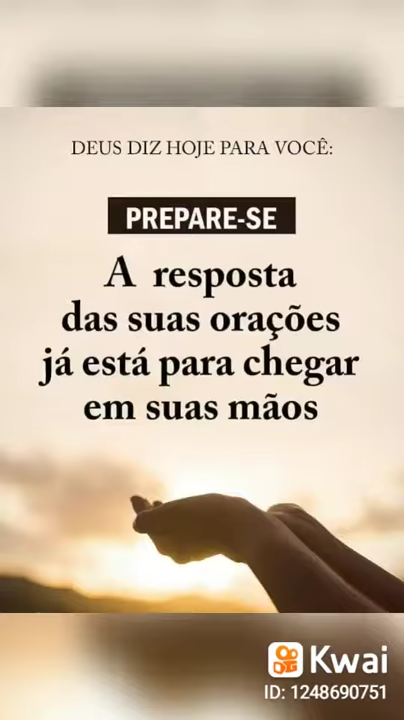 DEUS DIZ HOJE PARA VOCÊ:
PREPARE-SE
A resposta
das suas orações
já está para chegar
em suas mãos
Kwai
ID: 1248690751